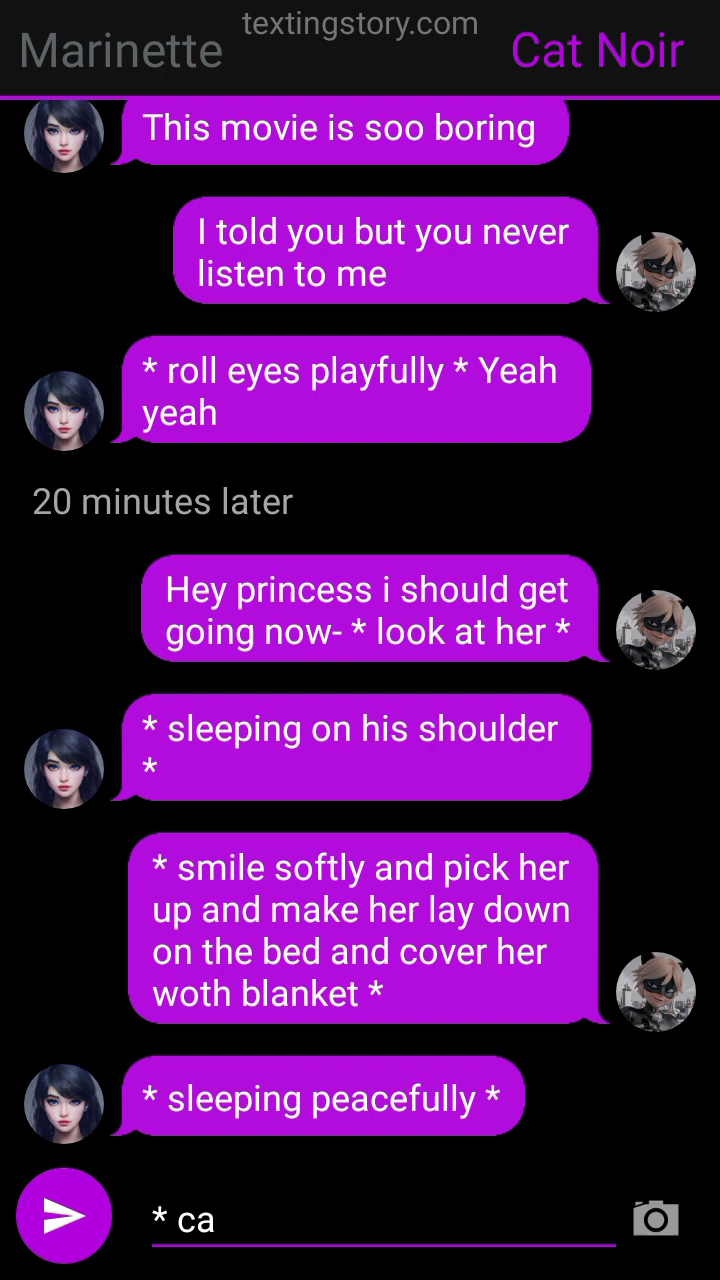 textingstory.com
Marinette
Cat Noir
This movie is soo boring
I told you but you never
listen to me
* roll eyes playfully * Yeah
yeah
20 minutes later
Hey princess i should get
going now- * look at her *
* sleeping on his shoulder
*
* smile softly and pick her
up and make her lay down
on the bed and cover her
woth blanket *
* sleeping peacefully *
* ca